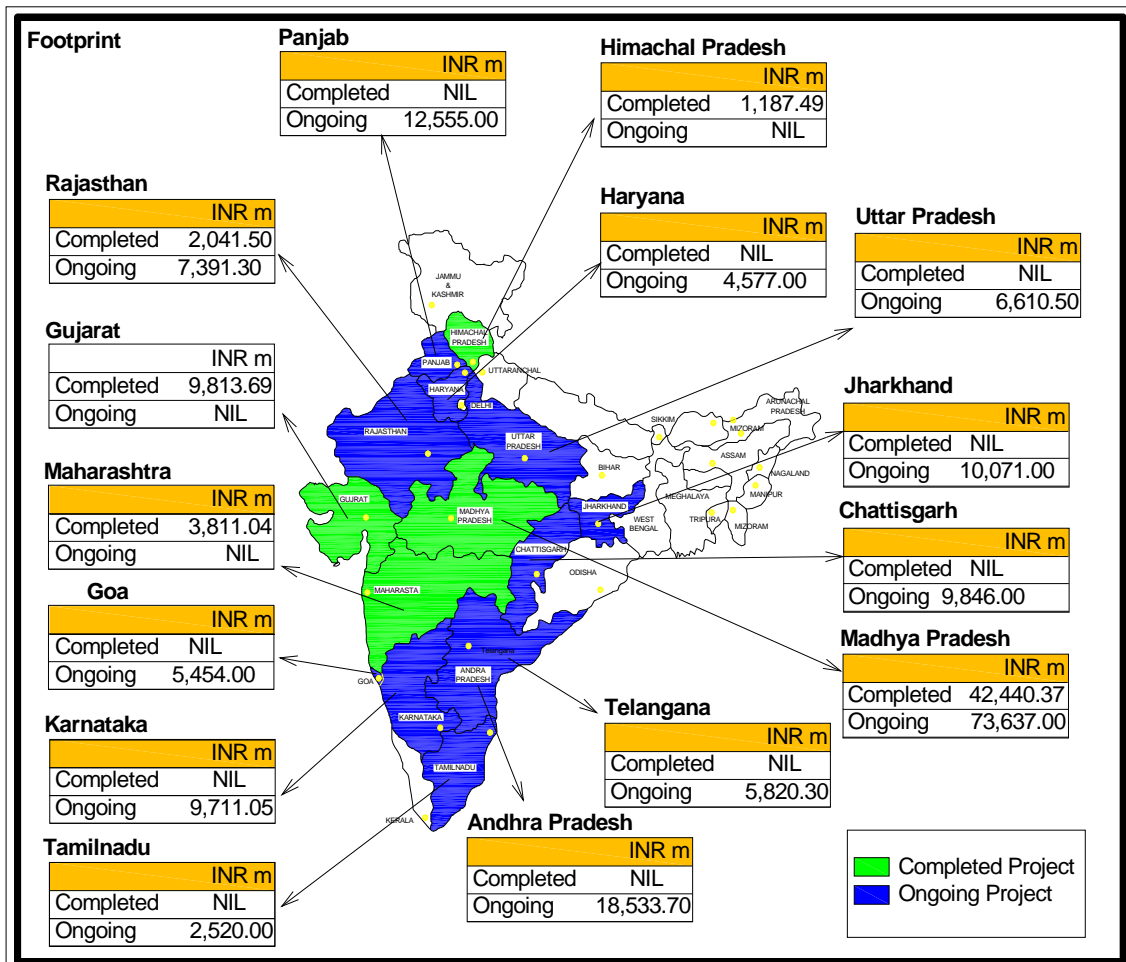 Footprint
Panjab
INR m
Completed NIL
Ongoing 12,555.00
Himachal Pradesh
INR m
Completed 1,187.49
Ongoing NIL
Rajasthan
INR m
Completed 2,041.50
Ongoing 7,391.30
Haryana
INR m
Completed NIL
Ongoing 4,577.00
Uttar Pradesh
INR m
Completed NIL
Ongoing 6,610.50
Gujarat
INR m
Completed 9,813.69
Ongoing NIL
Jharkhand
INR m
Completed NIL
Ongoing 10,071.00
Maharashtra
INR m
Completed 3,811.04
Ongoing NIL
Chattisgarh
INR m
Completed NIL
Ongoing 9,846.00
Goa
INR m
Completed NIL
Ongoing 5,454.00
Madhya Pradesh
INR m
Completed 42,440.37
Ongoing 73,637.00
Karnataka
INR m
Completed NIL
Ongoing 9,711.05
Telangana
INR m
Completed NIL
Ongoing 5,820.30
Tamilnadu
INR m
Completed NIL
Ongoing 2,520.00
Andhra Pradesh
INR m
Completed NIL
Ongoing 18,533.70
JAMMU
&
KASHMIR
HIMACHAL
PRADESH
PANJAB
UTTARANCHAL
HARYANA
DELHI
RAJASTHAN
UTTAR
PRADESH
SIKKIM
ARUNACHAL
PRADESH
MIZORAM
ASSAM
NAGALAND
BIHAR
MEGHALAYA
MANIPUR
GUJRAT
MADHYA
PRADESH
JHARKHAND
WEST
BENGAL
TRIPURA
MIZORAM
CHATTISGARH
ODISHA
MAHARASTA
Telangana
GOA
ANDRA
PRADESH
KARNATAKA
TAMILNADU
KERALA
Completed Project
Ongoing Project